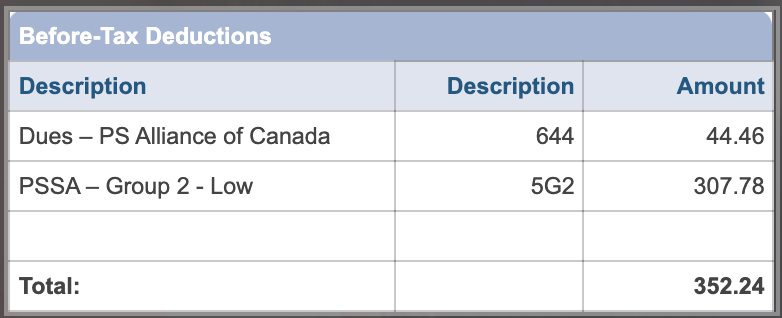 Before-Tax Deductions
Description Description Amount
Dues – PS Alliance of Canada 644 44.46
PSSA – Group 2 - Low 5G2 307.78
Total: 352.24